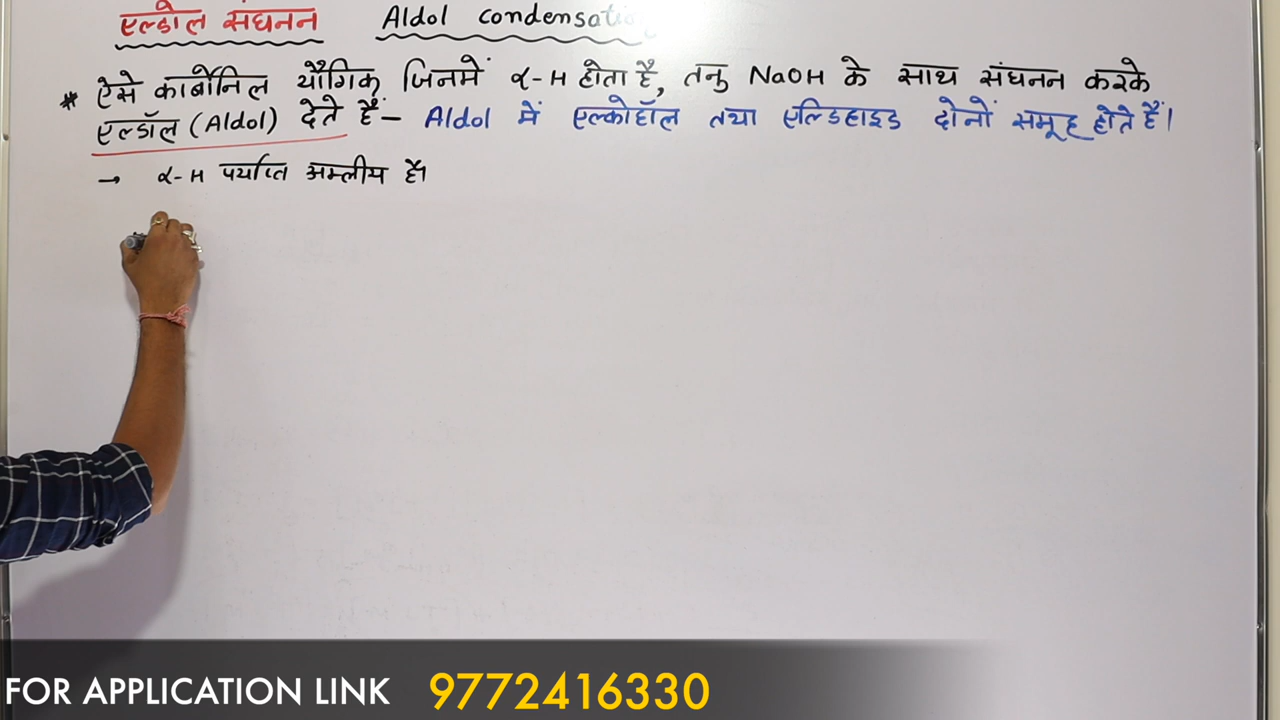 एल्डोल संघनन Aldol condensation
* ऐसे कार्बोनिल यौगिक जिनमें α-H होता है, तनु NaOH के साथ संघनन करके
एल्डॉल (Aldol) देते हैं- Aldol में एल्कोहॉल तथा एल्डिहाइड दोनों समूह होते हैं।
→ α-H पर्याप्त अम्लीय है।
FOR APPLICATION LINK 9772416330